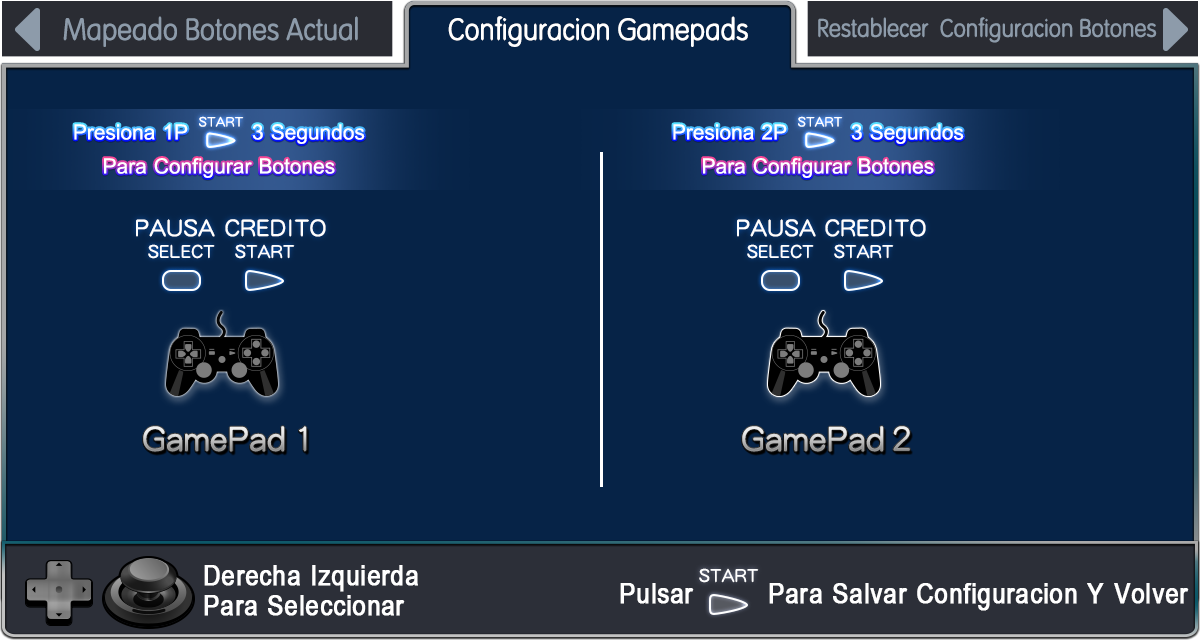 Mapeado Botones Actual
Configuracion Gamepads
Restablecer Configuracion Botones
Presiona 1P START 3 Segundos
Para Configurar Botones
PAUSA CREDITO
SELECT START
GamePad 1
Presiona 2P START 3 Segundos
Para Configurar Botones
PAUSA CREDITO
SELECT START
GamePad 2
Derecha Izquierda
Para Seleccionar
Pulsar START Para Salvar Configuracion Y Volver